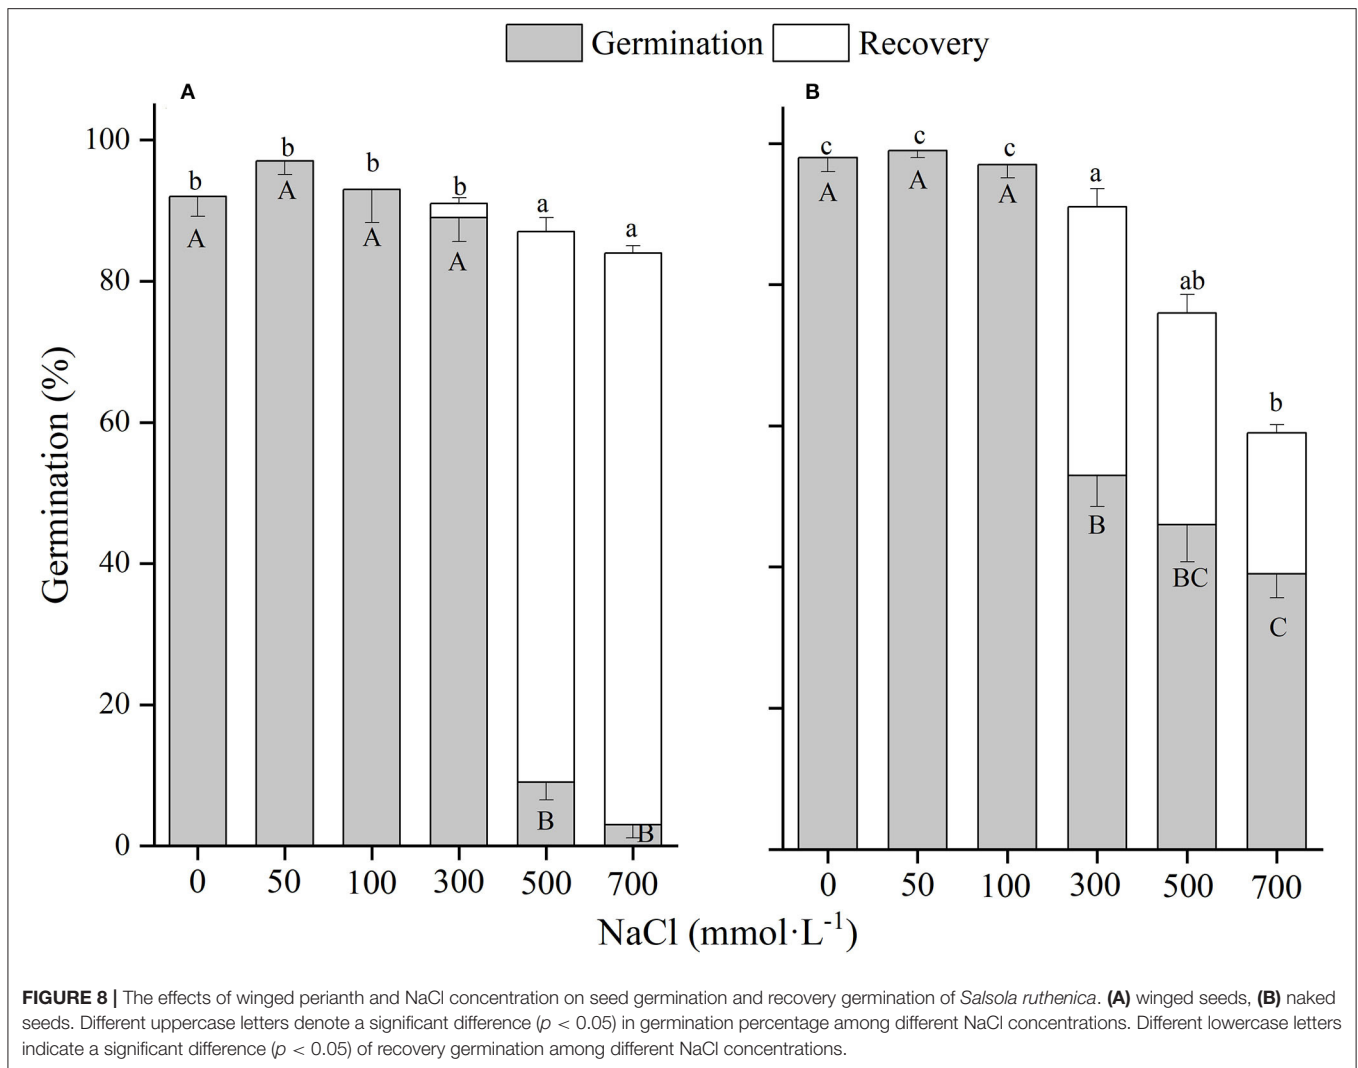 Germination Recovery
A
B
Germination (%)
100
80
60
40
20
0
b b b b a a
A A A A B B
0 50 100 300 500 700
c c c a ab b
A A A B BC C
0 50 100 300 500 700
NaCl (mmol·L⁻¹)
FIGURE 8 | The effects of winged perianth and NaCl concentration on seed germination and recovery germination of Salsola ruthenica. (A) winged seeds, (B) naked
seeds. Different uppercase letters denote a significant difference (p < 0.05) in germination percentage among different NaCl concentrations. Different lowercase letters
indicate a significant difference (p < 0.05) of recovery germination among different NaCl concentrations.